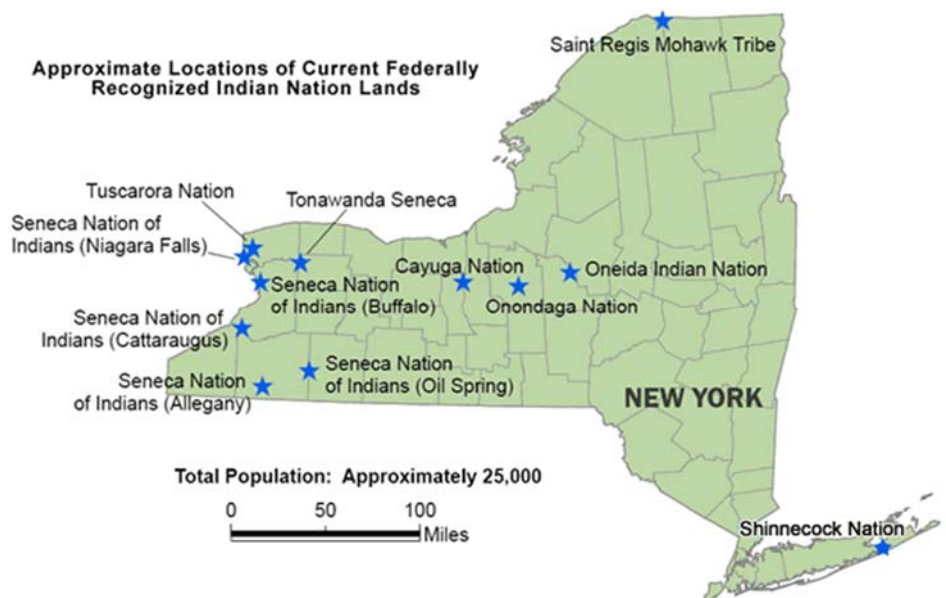 Saint Regis Mohawk Tribe
Approximate Locations of Current Federally
Recognized Indian Nation Lands
Tuscarora Nation
Tonawanda Seneca
Seneca Nation of
Indians (Niagara Falls)
Cayuga Nation
Oneida Indian Nation
Seneca Nation
of Indians (Buffalo)
Onondaga Nation
Seneca Nation of
Indians (Cattaraugus)
Seneca Nation
of Indians (Oil Spring)
Seneca Nation
of Indians (Allegany)
NEW YORK
Total Population: Approximately 25,000
0 50 100
Miles
Shinnecock Nation